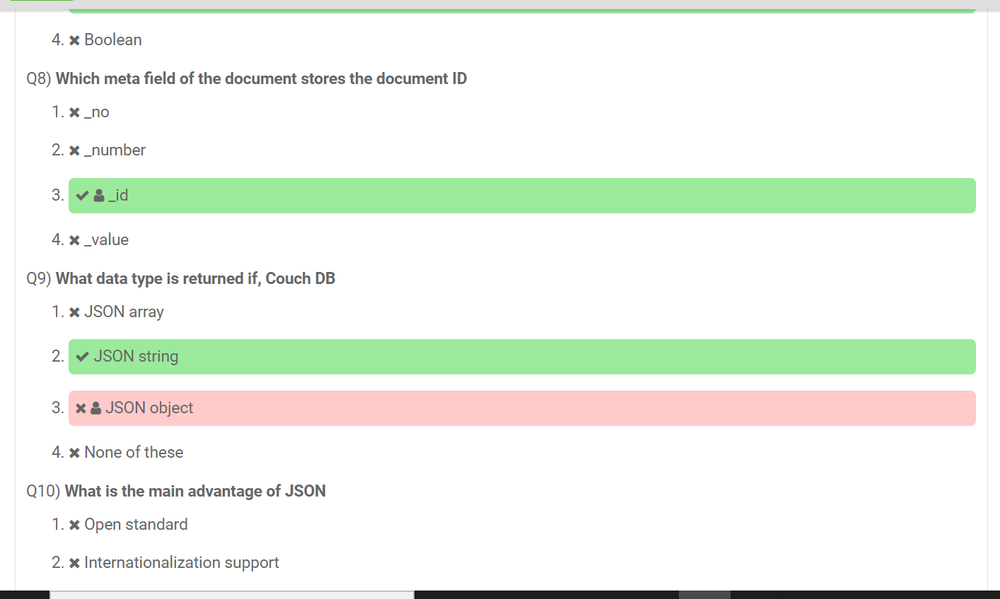 4. Boolean
Q8) Which meta field of the document stores the document ID
1. _no
2. _number
3. _id
4. _value
Q9) What data type is returned if, Couch DB
1. JSON array
2. JSON string
3. JSON object
4. None of these
Q10) What is the main advantage of JSON
1. Open standard
2. Internationalization support